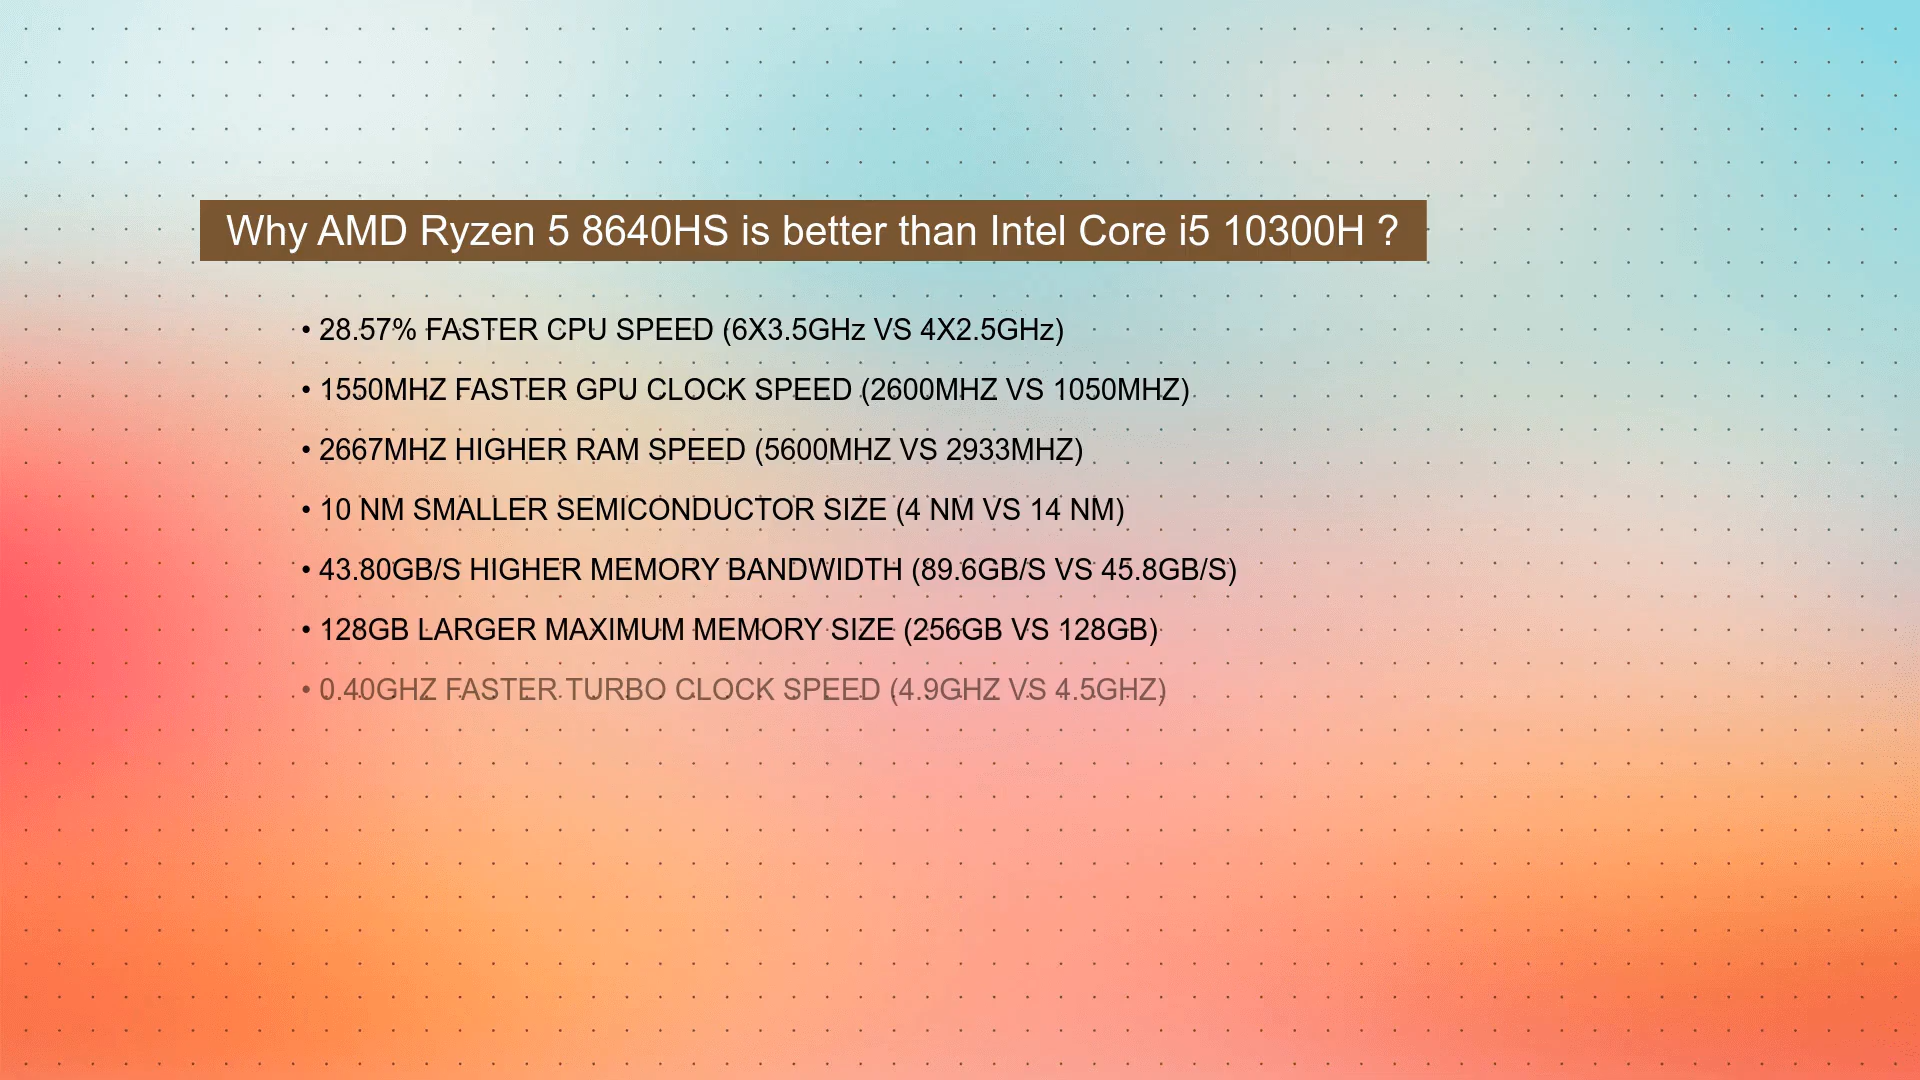 Why AMD Ryzen 5 8640HS is better than Intel Core i5 10300H ?
• 28.57% FASTER CPU SPEED (6X3.5GHz VS 4X2.5GHz)
• 1550MHZ FASTER GPU CLOCK SPEED (2600MHZ VS 1050MHZ)
• 2667MHZ HIGHER RAM SPEED (5600MHZ VS 2933MHZ)
• 10 NM SMALLER SEMICONDUCTOR SIZE (4 NM VS 14 NM)
• 43.80GB/S HIGHER MEMORY BANDWIDTH (89.6GB/S VS 45.8GB/S)
• 128GB LARGER MAXIMUM MEMORY SIZE (256GB VS 128GB)
• 0.40GHZ FASTER TURBO CLOCK SPEED (4.9GHZ VS 4.5GHZ)